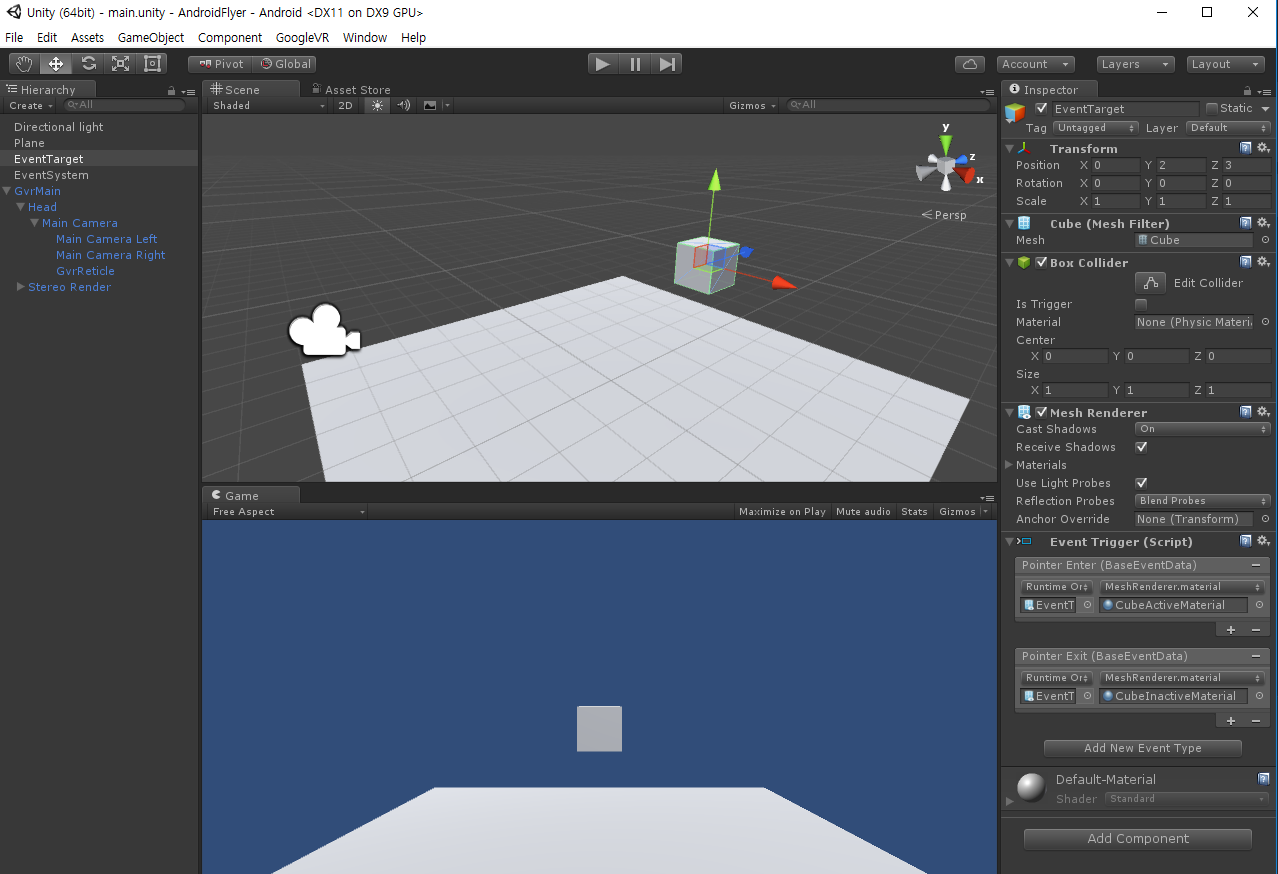 Unity (64bit) - main.unity - AndroidFlyer - Android <DX11 on DX9 GPU>
File Edit Assets GameObject Component GoogleVR Window Help
Pivot Global Account Layers Layout
Hierarchy
Create All
Directional light
Plane
EventTarget
EventSystem
GvrMain
Head
Main Camera
Main Camera Left
Main Camera Right
GvrReticle
Stereo Render
Scene Asset Store
Shaded 2D Gizmos All
y
z
x
Persp
Game
Free Aspect Maximize on Play Mute audio Stats Gizmos
Inspector
EventTarget Static
Tag Untagged Layer Default
Transform
Position X 0 Y 2 Z 3
Rotation X 0 Y 0 Z 0
Scale X 1 Y 1 Z 1
Cube (Mesh Filter)
Mesh Cube
Box Collider
Edit Collider
Is Trigger
Material None (Physic Materi
Center
X 0 Y 0 Z 0
Size
X 1 Y 1 Z 1
Mesh Renderer
Cast Shadows On
Receive Shadows
Materials
Use Light Probes
Reflection Probes Blend Probes
Anchor Override None (Transform)
Event Trigger (Script)
Pointer Enter (BaseEventData)
Runtime Or MeshRenderer.material
EventT CubeActiveMaterial
Pointer Exit (BaseEventData)
Runtime Or MeshRenderer.material
EventT CubeInactiveMaterial
Add New Event Type
Default-Material
Shader Standard
Add Component